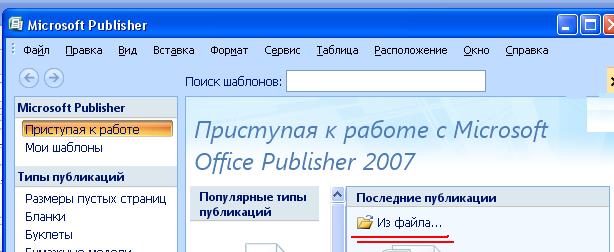 Microsoft Publisher
Файл Правка Вид Вставка Формат Сервис Таблица Расположение Окно Справка
Поиск шаблонов:
Microsoft Publisher
Приступая к работе
Мои шаблоны
Типы публикаций
Размеры пустых страниц
Бланки
Буклеты
Бумажные модели
Приступая к работе с Microsoft
Office Publisher 2007
Популярные типы
публикаций
Последние публикации
Из файла...